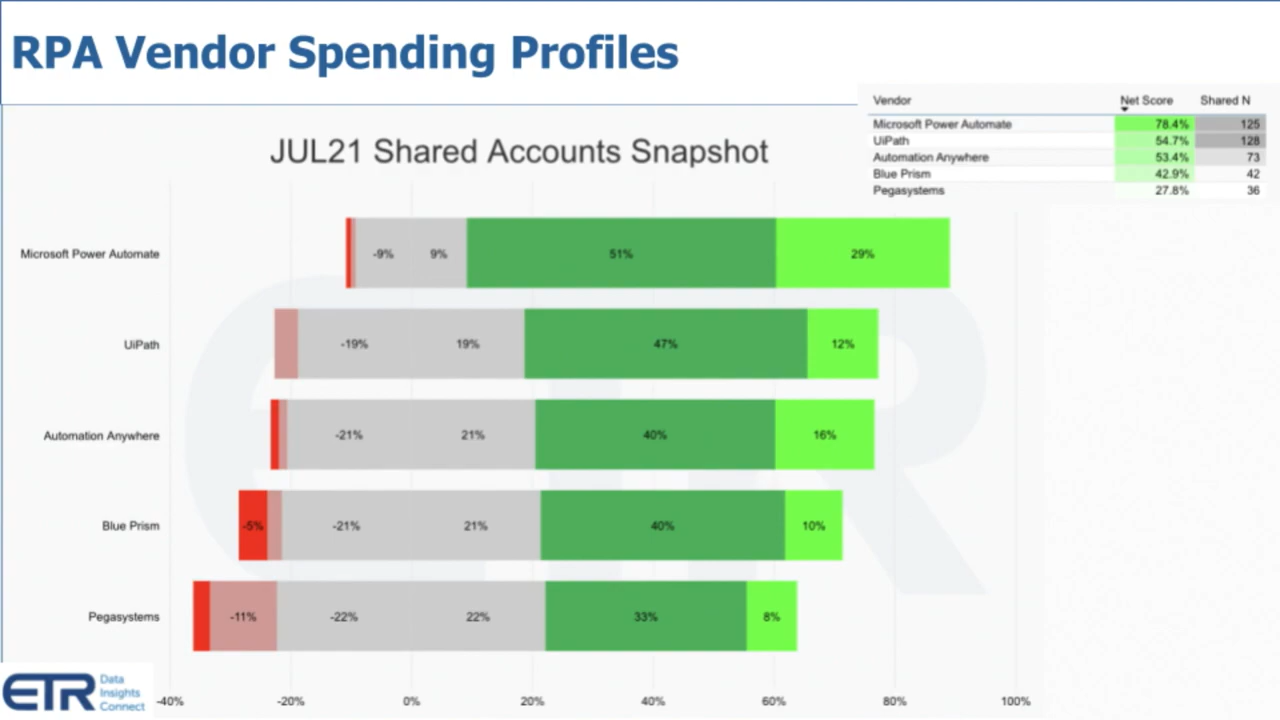 RPA Vendor Spending Profiles
Vendor Net Score Shared N
Microsoft Power Automate 78.4% 125
UiPath 54.7% 128
Automation Anywhere 53.4% 73
Blue Prism 42.9% 42
Pegasystems 27.8% 36
JUL21 Shared Accounts Snapshot
Microsoft Power Automate -9% 9% 51% 29%
UiPath -19% 19% 47% 12%
Automation Anywhere -21% 21% 40% 16%
Blue Prism -5% -21% 21% 40% 10%
Pegasystems -11% -22% 22% 33% 8%
-40% -20% 0% 20% 40% 60% 80% 100%
ETR
Data
Insights
Connect